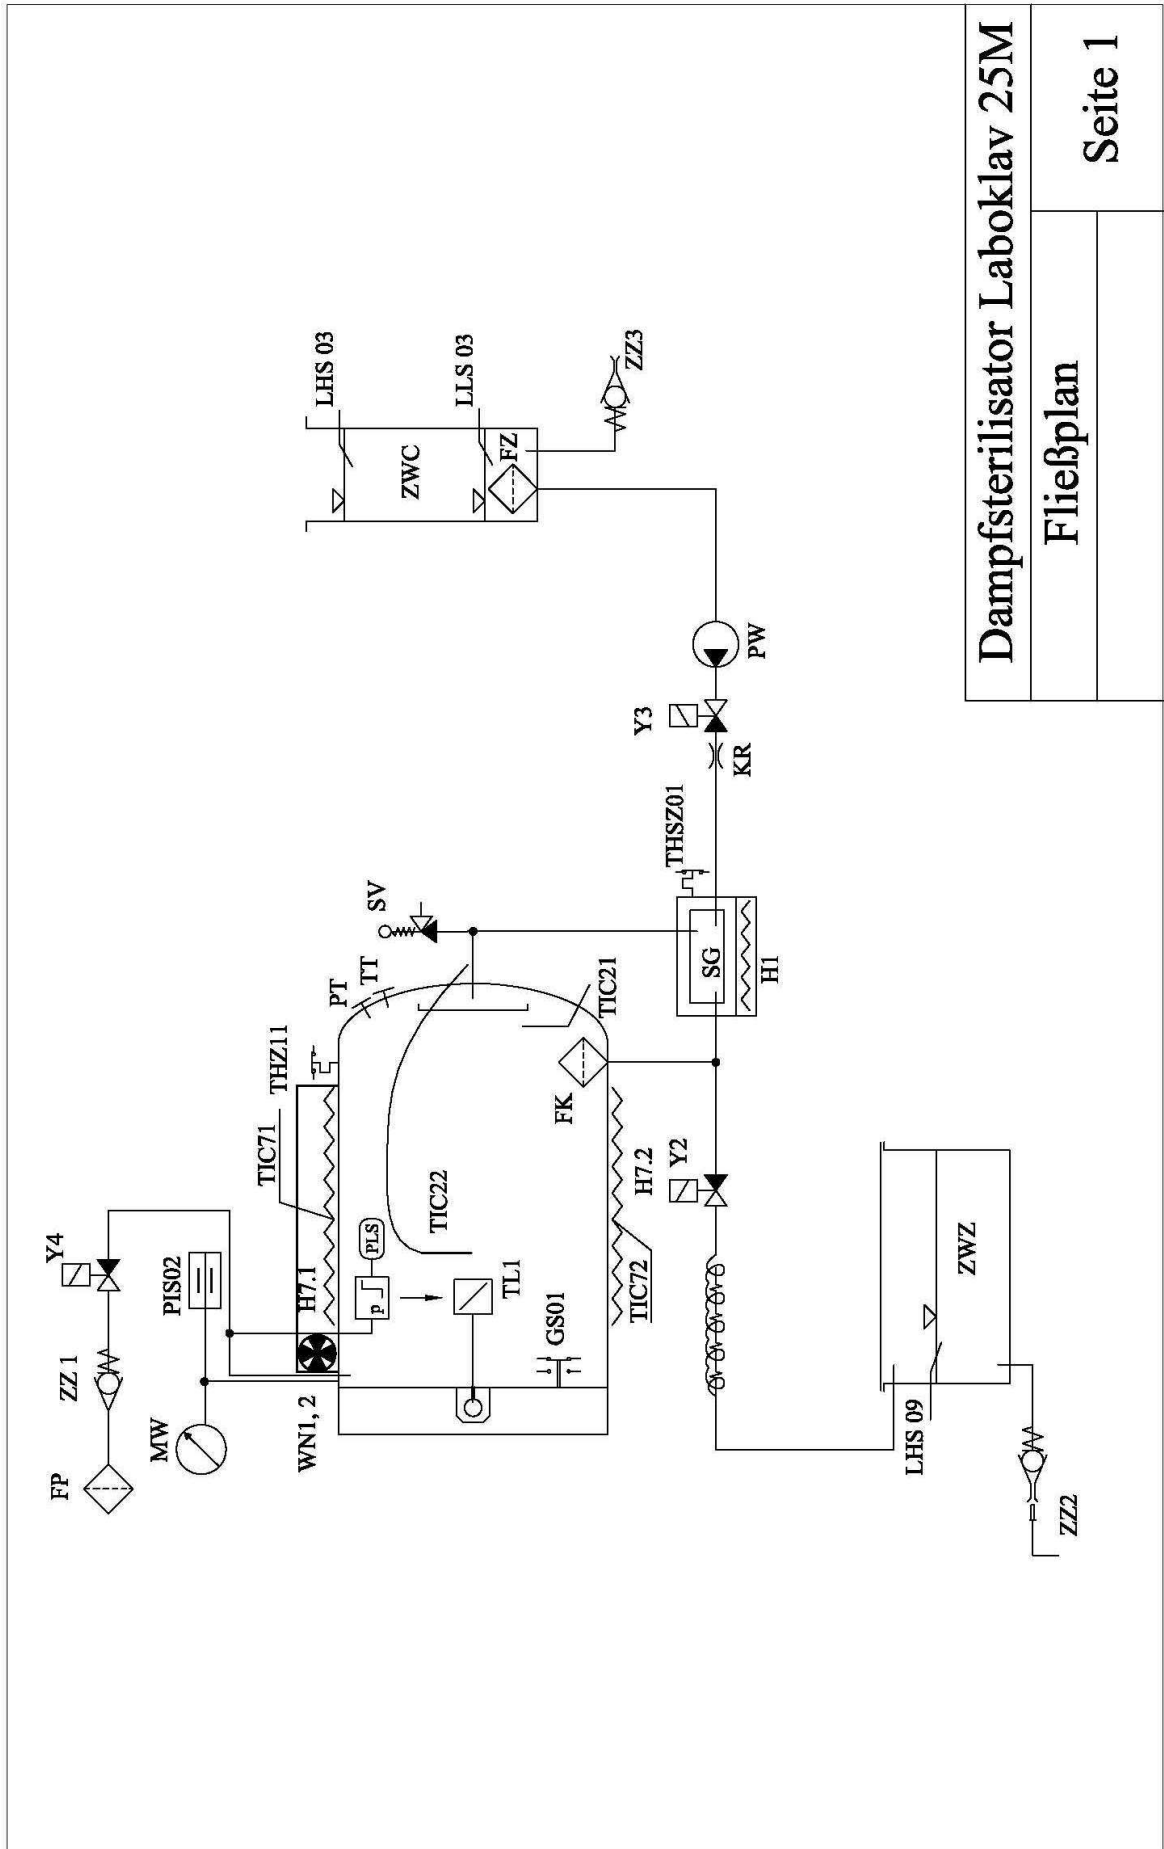 FP
ZZ 1
Y4
MW
PIS02
WN1, 2
H7.1
TIC71
THZ11
PT
TT
SV
PLS
p
TIC22
TL1
GS01
TIC72
H7.2
FK
TIC21
LHS 03
ZWC
LLS 03
FZ
ZZ3
Y2
SG
H1
THSZ01
Y3
KR
PW
LHS 09
ZWZ
ZZ2
Dampfsterilisator Laboklav 25M
Fließplan
Seite 1